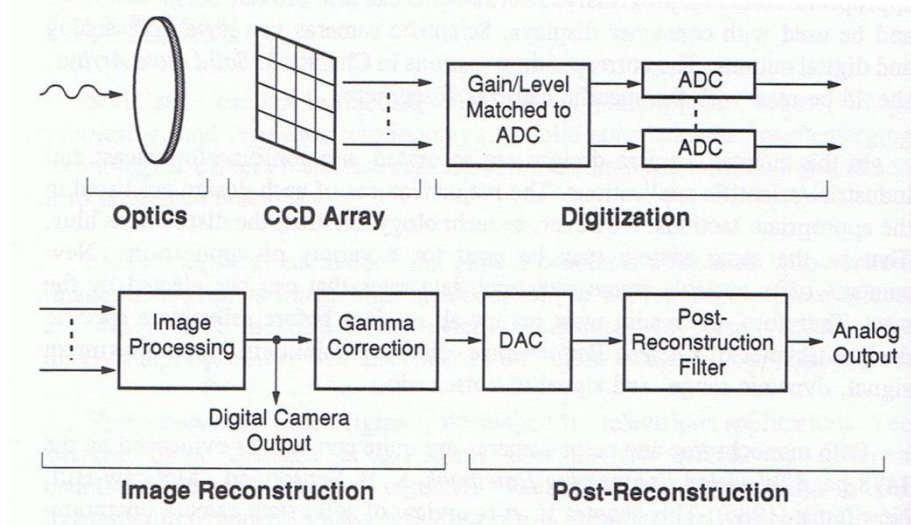 Gain/Level
Matched to
ADC
ADC
ADC
Optics
CCD Array
Digitization
Image
Processing
Gamma
Correction
DAC
Post-
Reconstruction
Filter
Analog
Output
Digital Camera
Output
Image Reconstruction
Post-Reconstruction